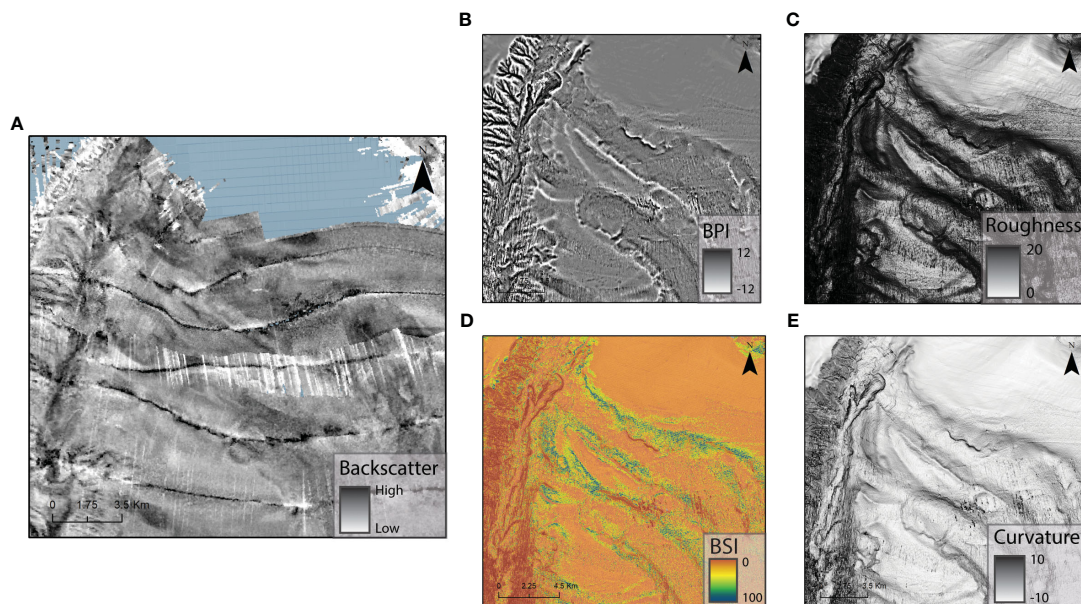 A
N
Backscatter
High
Low
0 1.75 3.5 Km
B
N
BPI
12
-12
C
N
Roughness
20
0
D
N
BSI
0
100
0 2.25 4.5 Km
E
N
Curvature
10
-10
3.5 Km